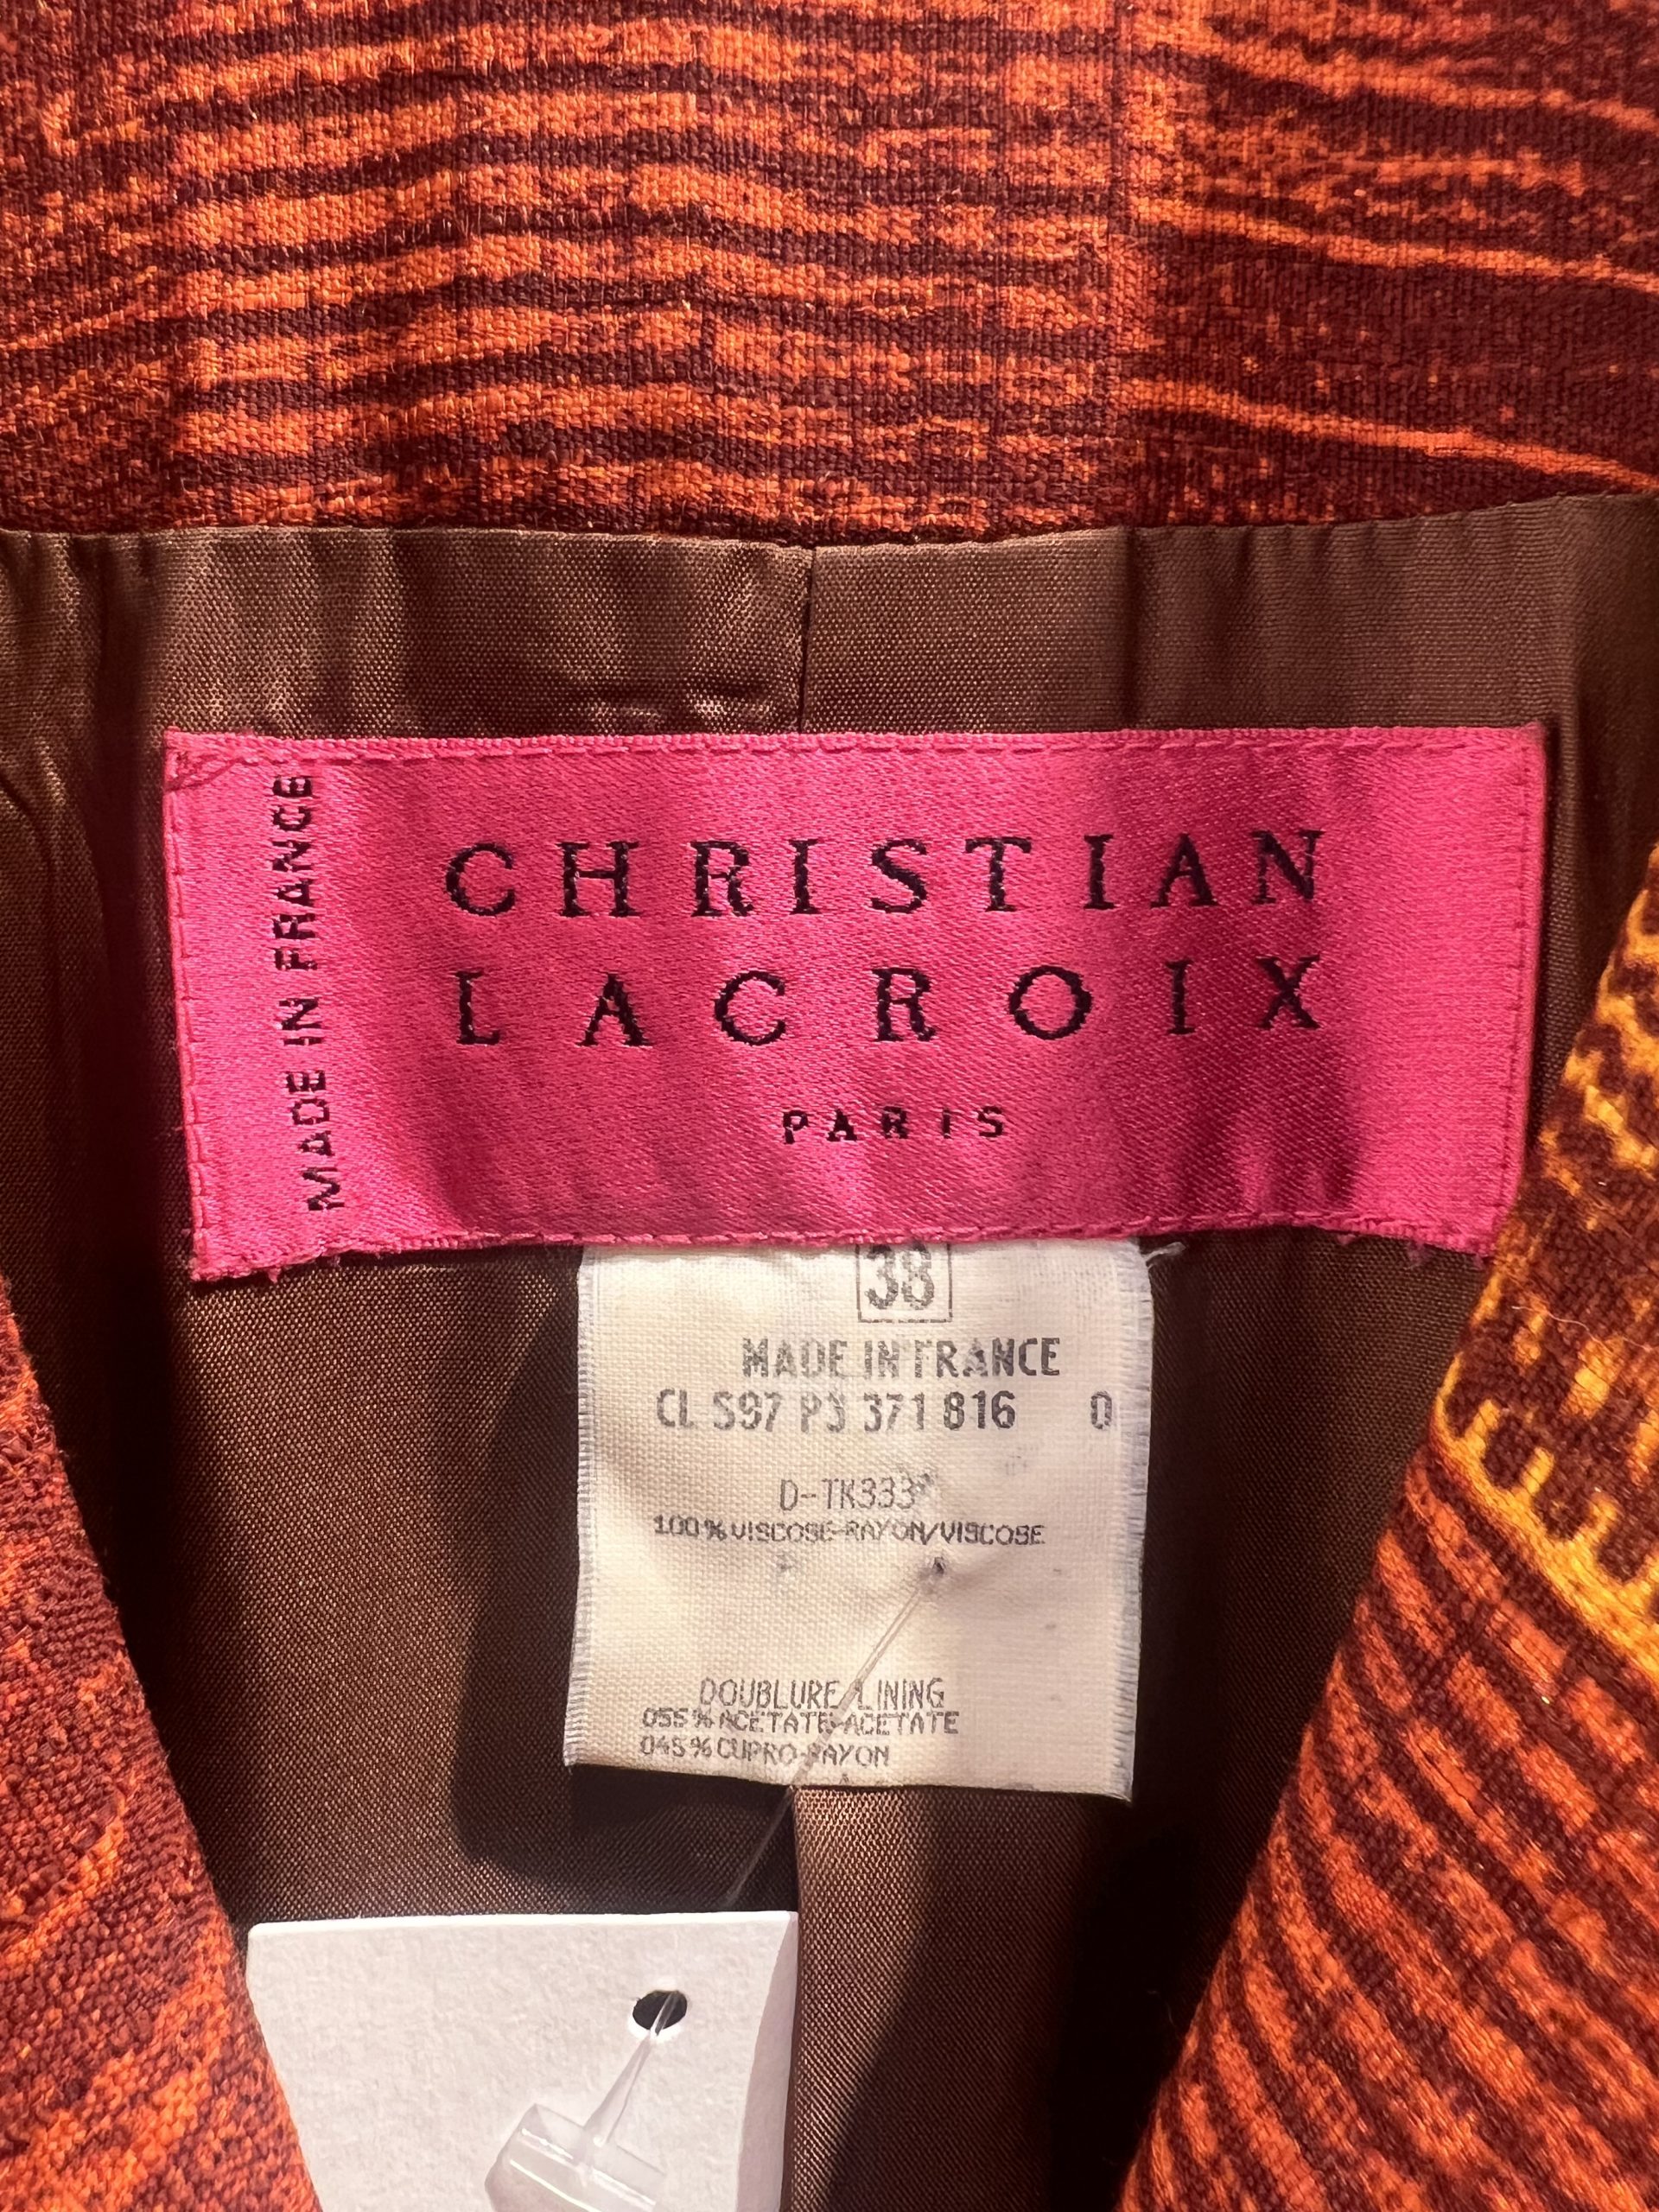 MADE IN FRANCE
CHRISTIAN
LACROIX
PARIS
38
MADE IN FRANCE
CL S97 P3 371 816 0
D-TK333
100% VISCOSE-RAYON/VISCOSE
DOUBLURE/LINING
055% ACETATE-ACETATE
045% CUPRO-RAYON